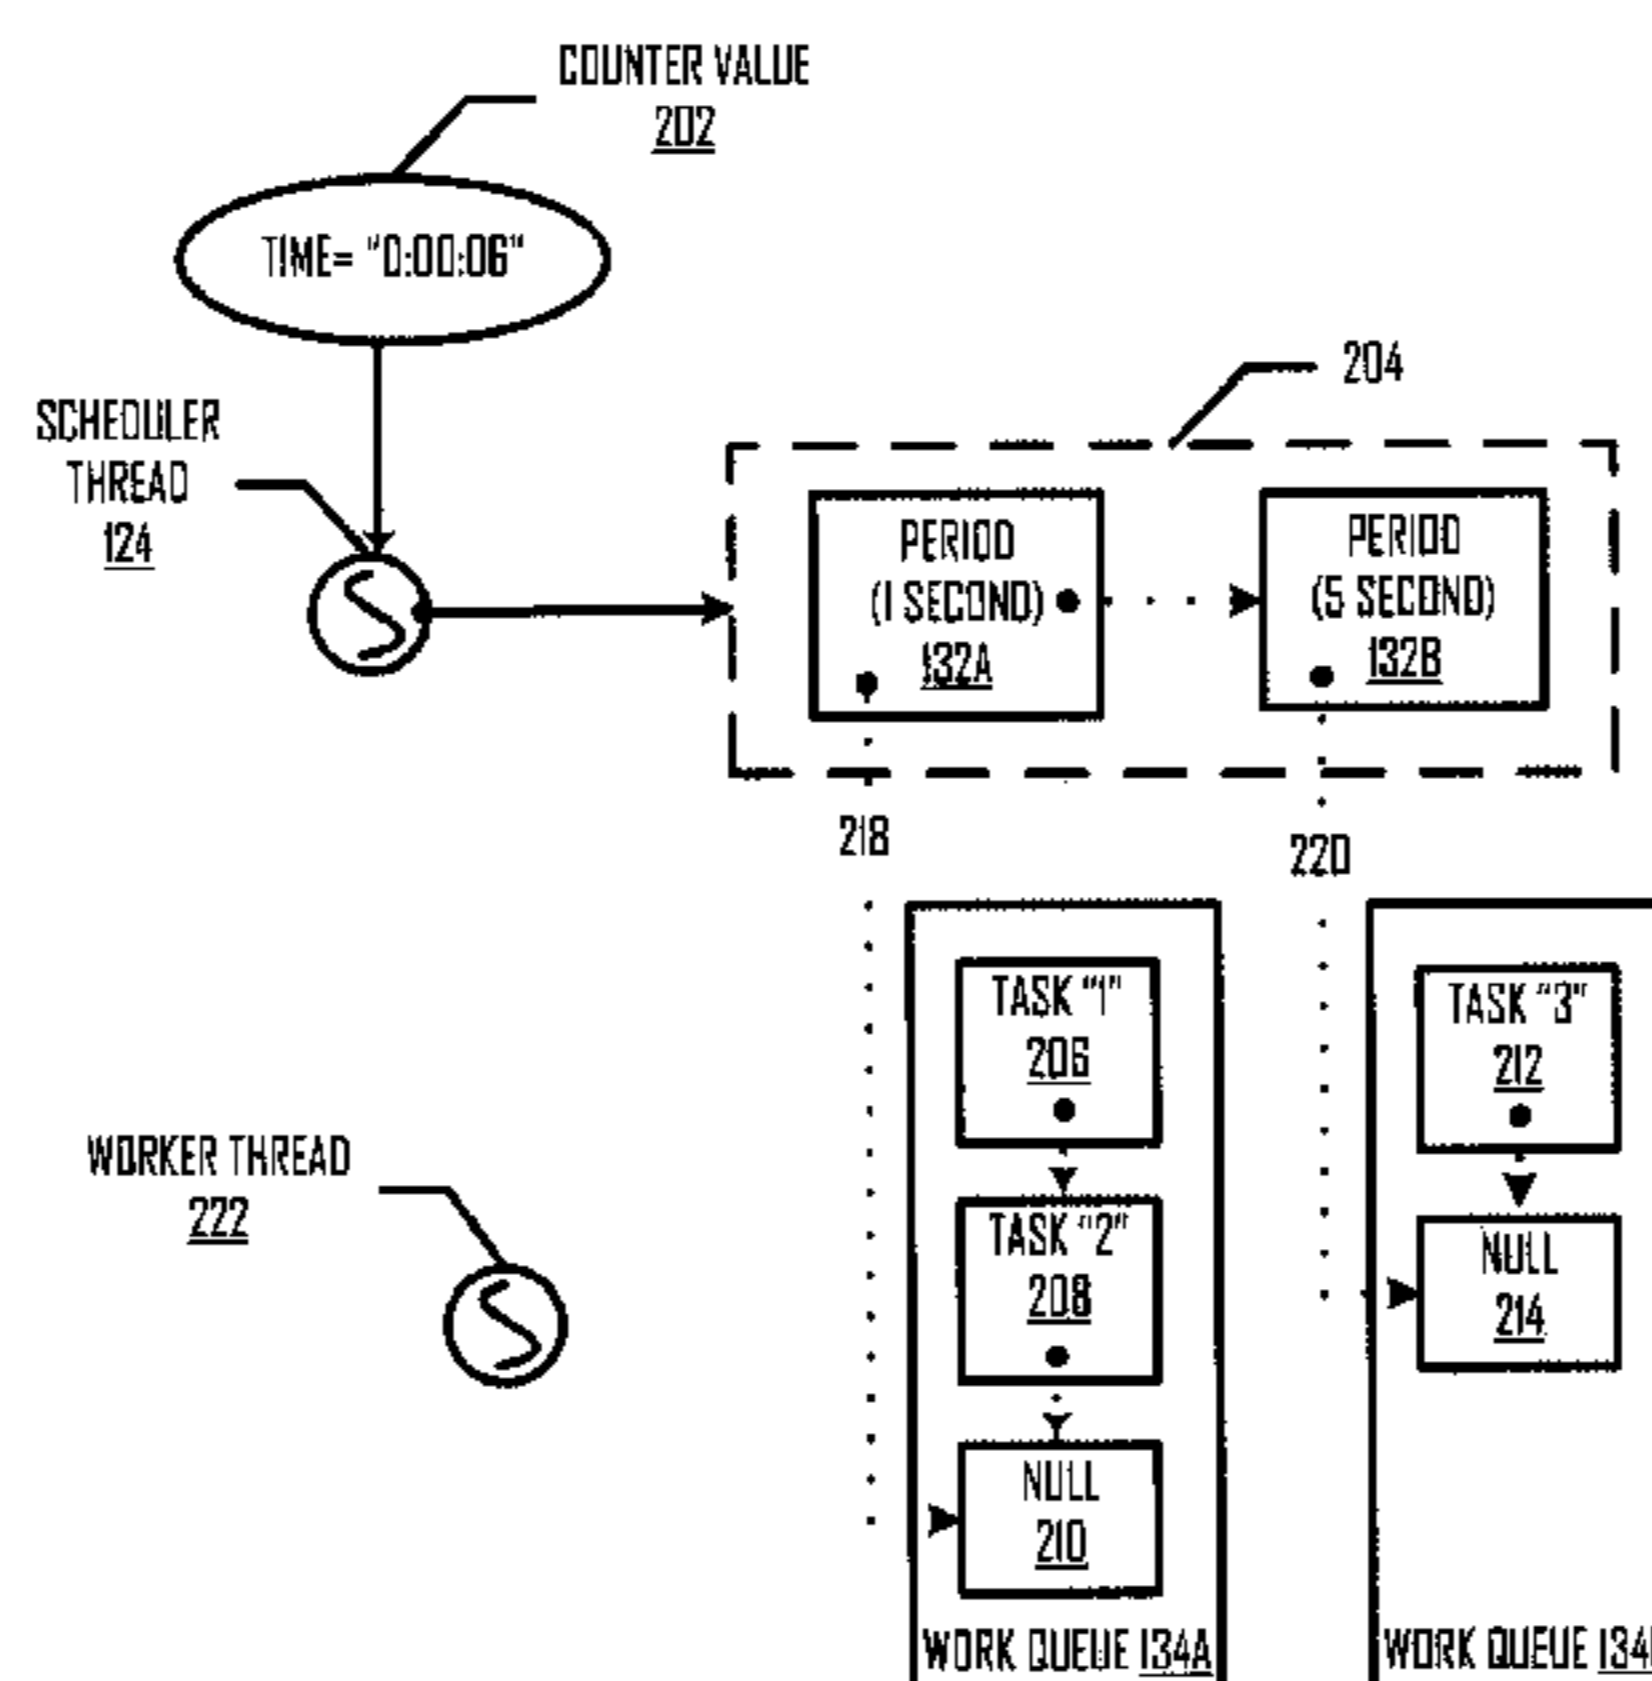 COUNTER VALUE
202
TIME= "0:00:06"
204
SCHEDULER
THREAD
124
PERIOD
(1 SECOND)
132A
PERIOD
(5 SECOND)
132B
218
220
TASK "1"
206
TASK "3"
212
WORKER THREAD
222
TASK "2"
208
NULL
214
NULL
210
WORK QUEUE 134A
WORK QUEUE